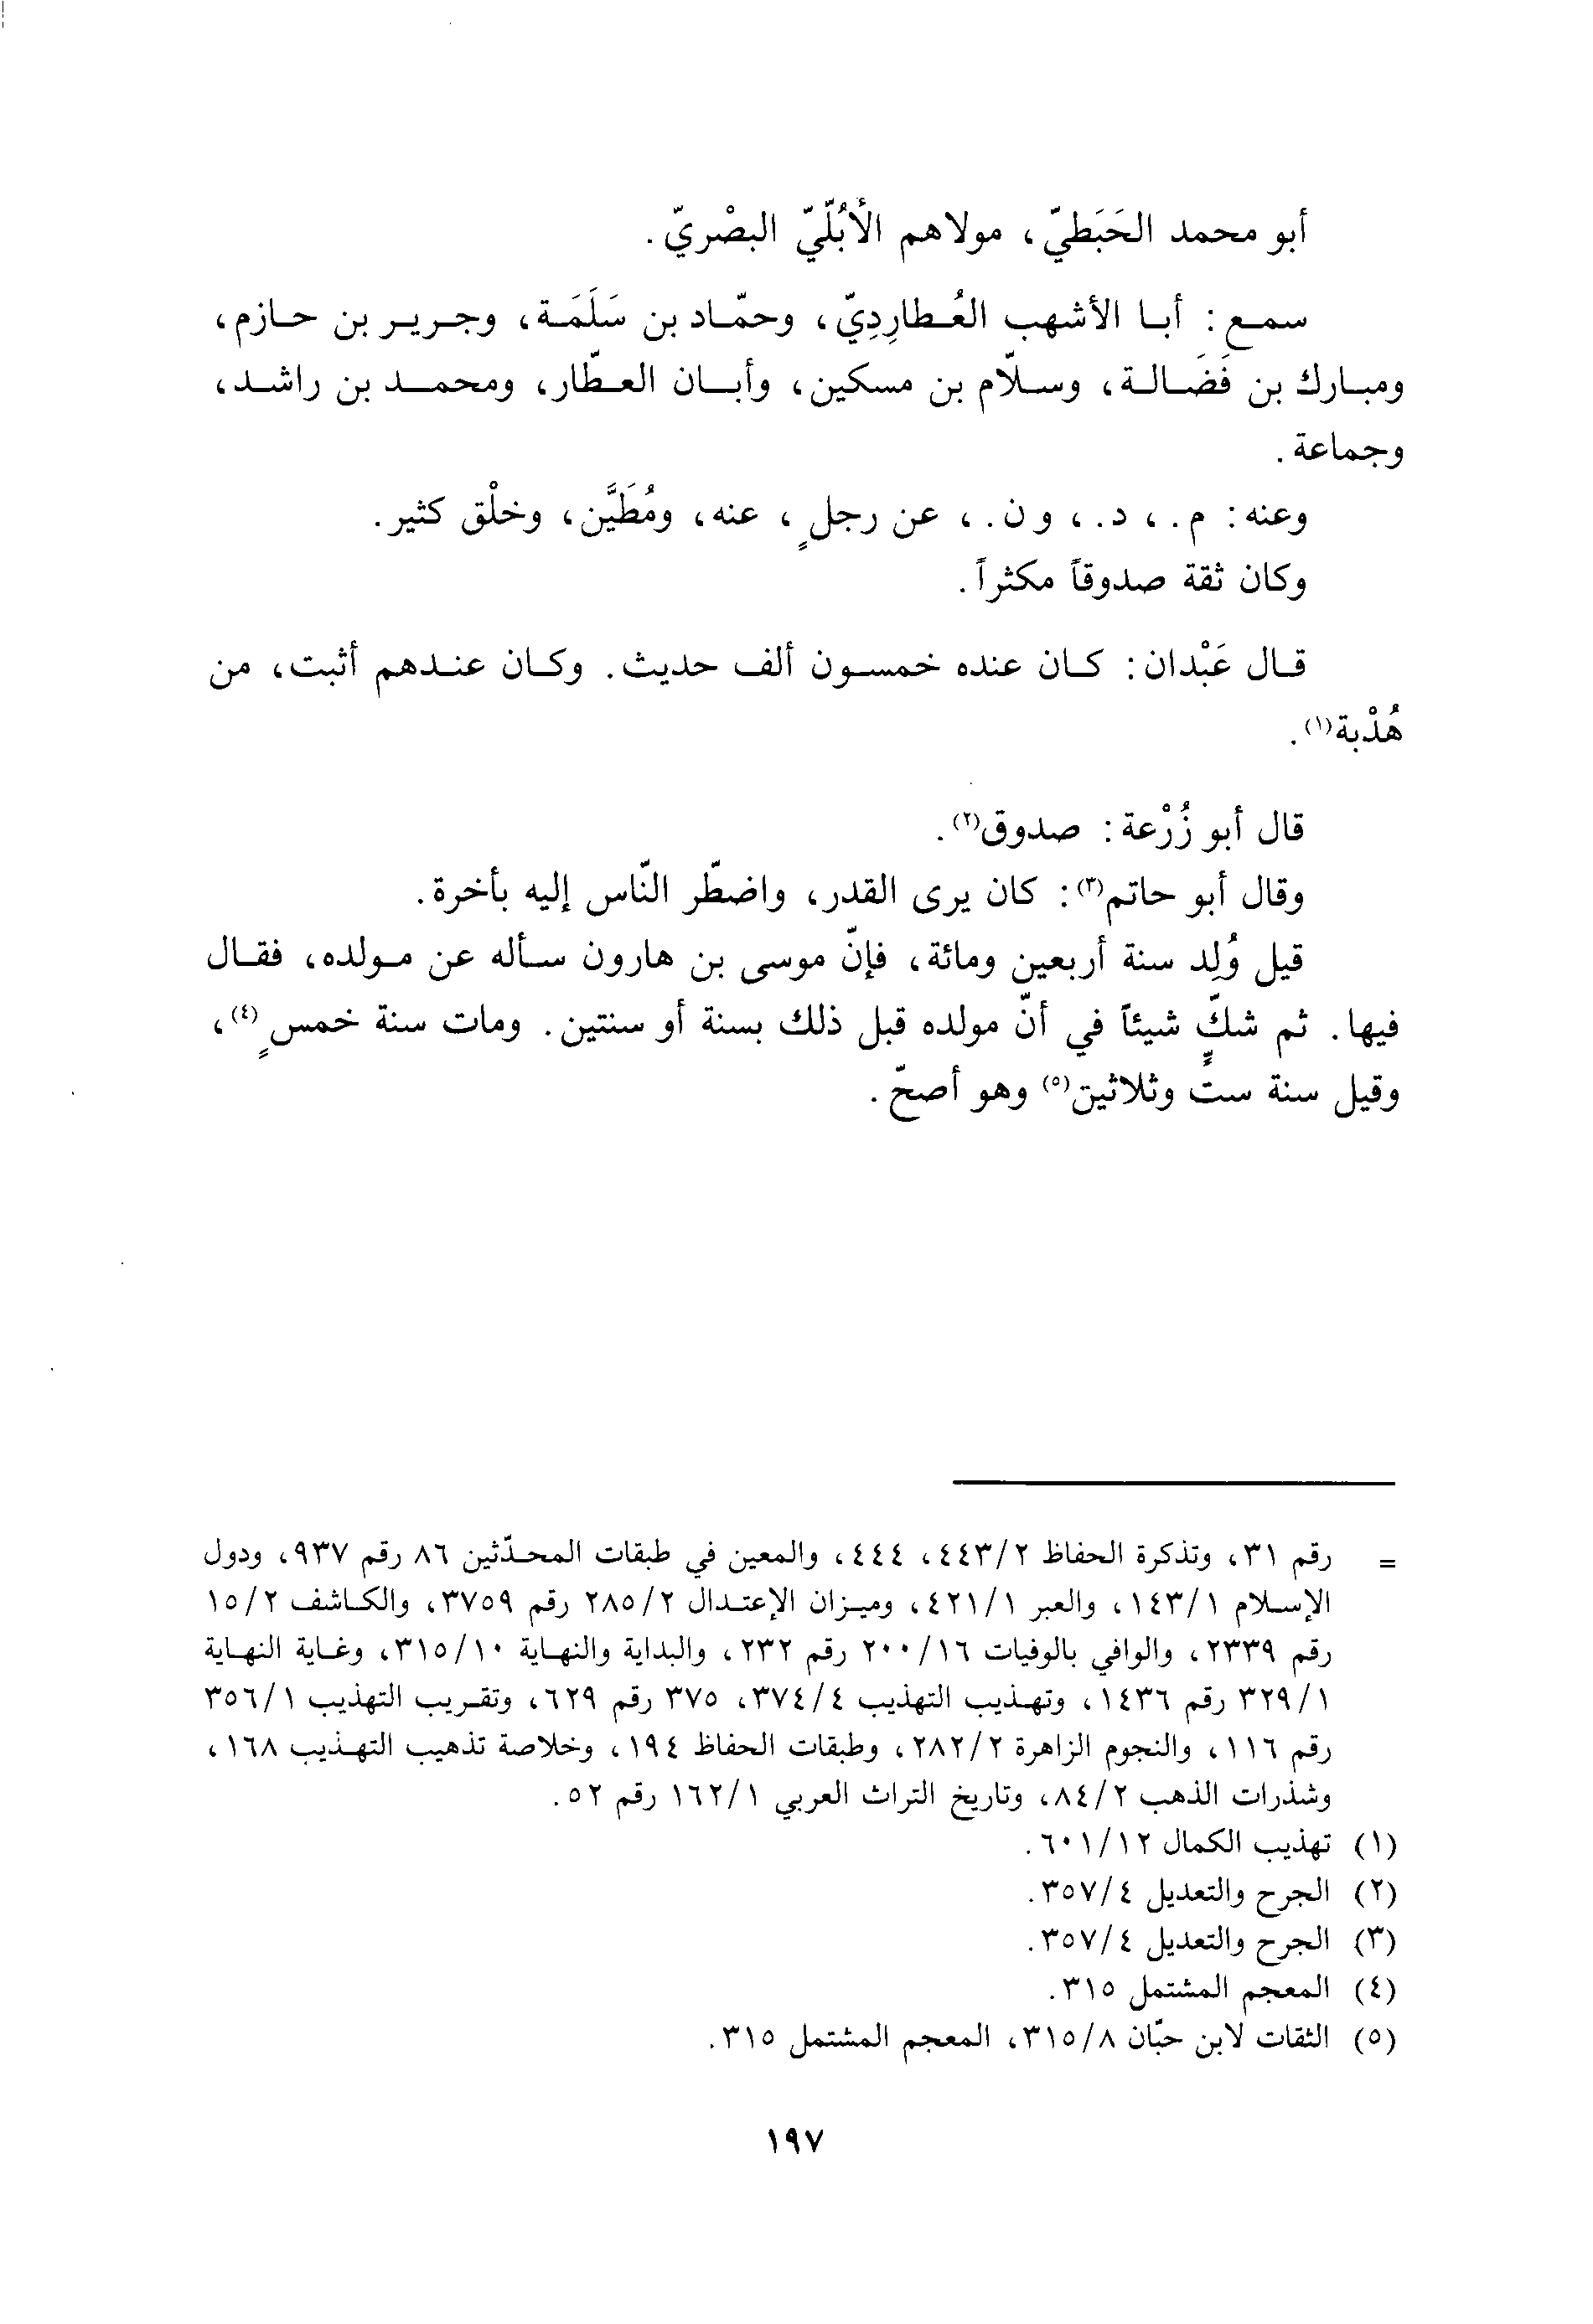 أبو محمد الحَبَطيّ، مولاهم الأُبُلّيّ البصْريّ.
سمع: أبا الأشهب العُطارِديّ، وحمّاد بن سَلَمَة، وجرير بن حازم،
ومبارك بن فَضَالة، وسلّام بن مسكين، وأبان العطّار، ومحمد بن راشد،
وجماعة.
وعنه: م.، د.، و ن.، عن رجلٍ، عنه، ومُطَيَّن، وخلْق كثير.
وكان ثقة صدوقاً مكثراً.
قال عَبْدان: كان عنده خمسون ألف حديث. وكان عندهم أثبت، من
هُدْبة(١).
قال أبو زُرْعة: صدوق(٢).
وقال أبو حاتم(٣): كان يرى القدر، واضطّر النّاس إليه بأخرة.
قيل وُلِد سنة أربعين ومائة، فإنّ موسى بن هارون سأله عن مولده، فقال
فيها. ثم شكّ شيئاً في أنّ مولده قبل ذلك بسنة أو سنتين. ومات سنة خمسٍ(٤)،
وقيل سنة ستٍّ وثلاثين(٥) وهو أصحّ.
= رقم ٣١، وتذكرة الحفاظ ٤٤٣/٢، ٤٤٤، والمعين في طبقات المحدّثين ٨٦ رقم ٩٣٧، ودول
الإسلام ١٤٣/١، والعبر ٤٢١/١، وميزان الإعتدال ٢٨٥/٢ رقم ٣٧٥٩، والكاشف ١٥/٢
رقم ٢٣٣٩، والوافي بالوفيات ٢٠٠/١٦ رقم ٢٣٢، والبداية والنهاية ٣١٥/١٠، وغاية النهاية
٣٢٩/١ رقم ١٤٣٦، وتهذيب التهذيب ٣٧٤/٤، ٣٧٥ رقم ٦٢٩، وتقريب التهذيب ٣٥٦/١
رقم ١١٦، والنجوم الزاهرة ٢٨٢/٢، وطبقات الحفاظ ١٩٤، وخلاصة تذهيب التهذيب ١٦٨،
وشذرات الذهب ٨٤/٢، وتاريخ التراث العربي ١٦٢/١ رقم ٥٢.
(١) تهذيب الكمال ٦٠١/١٢.
(٢) الجرح والتعديل ٣٥٧/٤.
(٣) الجرح والتعديل ٣٥٧/٤.
(٤) المعجم المشتمل ٣١٥.
(٥) الثقات لابن حبّان ٣١٥/٨، المعجم المشتمل ٣١٥.
١٩٧